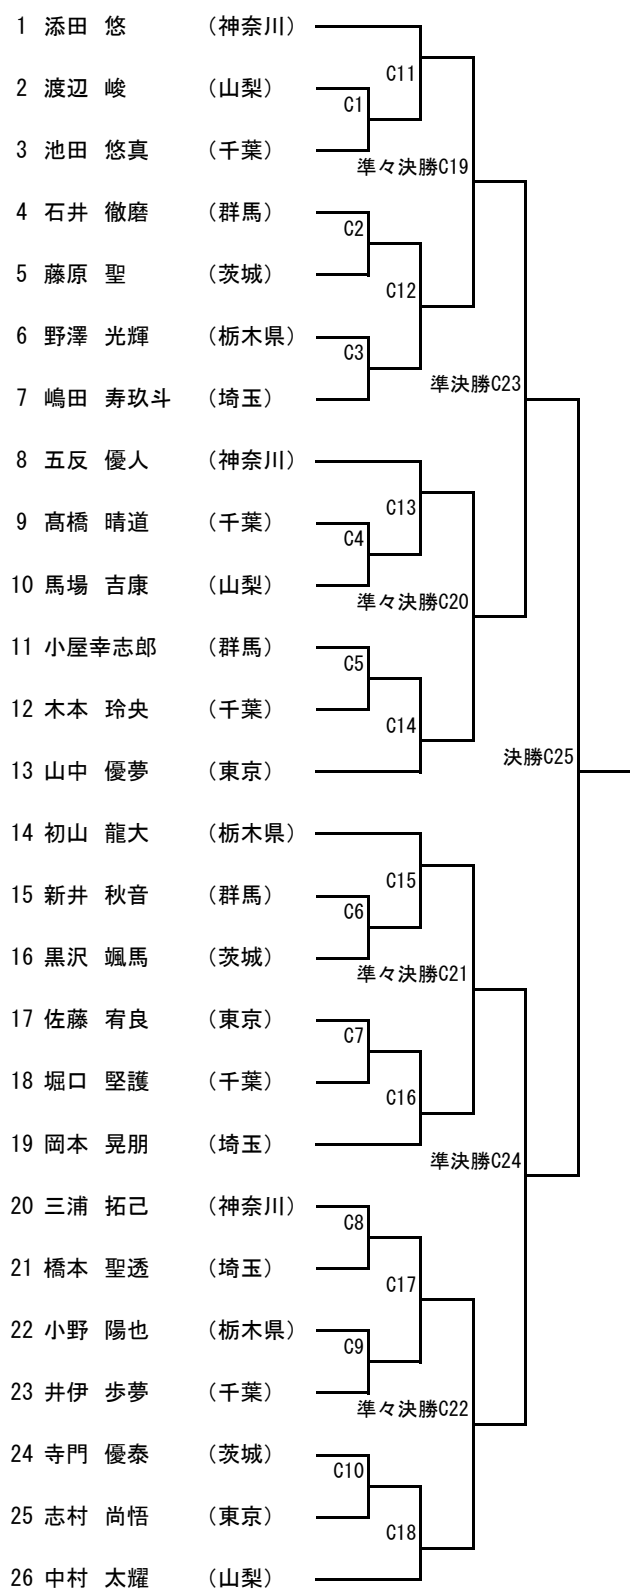 1 添田 悠 (神奈川)
C11
2 渡辺 峻 (山梨)
C1
3 池田 悠真 (千葉)
準々決勝C19
4 石井 徹磨 (群馬)
C2
5 藤原 聖 (茨城)
C12
6 野澤 光輝 (栃木県)
C3
準決勝C23
7 嶋田 寿玖斗 (埼玉)
8 五反 優人 (神奈川)
C13
9 髙橋 晴道 (千葉)
C4
10 馬場 吉康 (山梨)
準々決勝C20
11 小屋幸志郎 (群馬)
C5
12 木本 玲央 (千葉)
C14
決勝C25
13 山中 優夢 (東京)
14 初山 龍大 (栃木県)
C15
15 新井 秋音 (群馬)
C6
16 黒沢 颯馬 (茨城)
準々決勝C21
17 佐藤 宥良 (東京)
C7
18 堀口 堅護 (千葉)
C16
19 岡本 晃朋 (埼玉)
準決勝C24
20 三浦 拓己 (神奈川)
C8
21 橋本 聖透 (埼玉)
C17
22 小野 陽也 (栃木県)
C9
23 井伊 歩夢 (千葉)
準々決勝C22
24 寺門 優泰 (茨城)
C10
25 志村 尚悟 (東京)
C18
26 中村 太耀 (山梨)